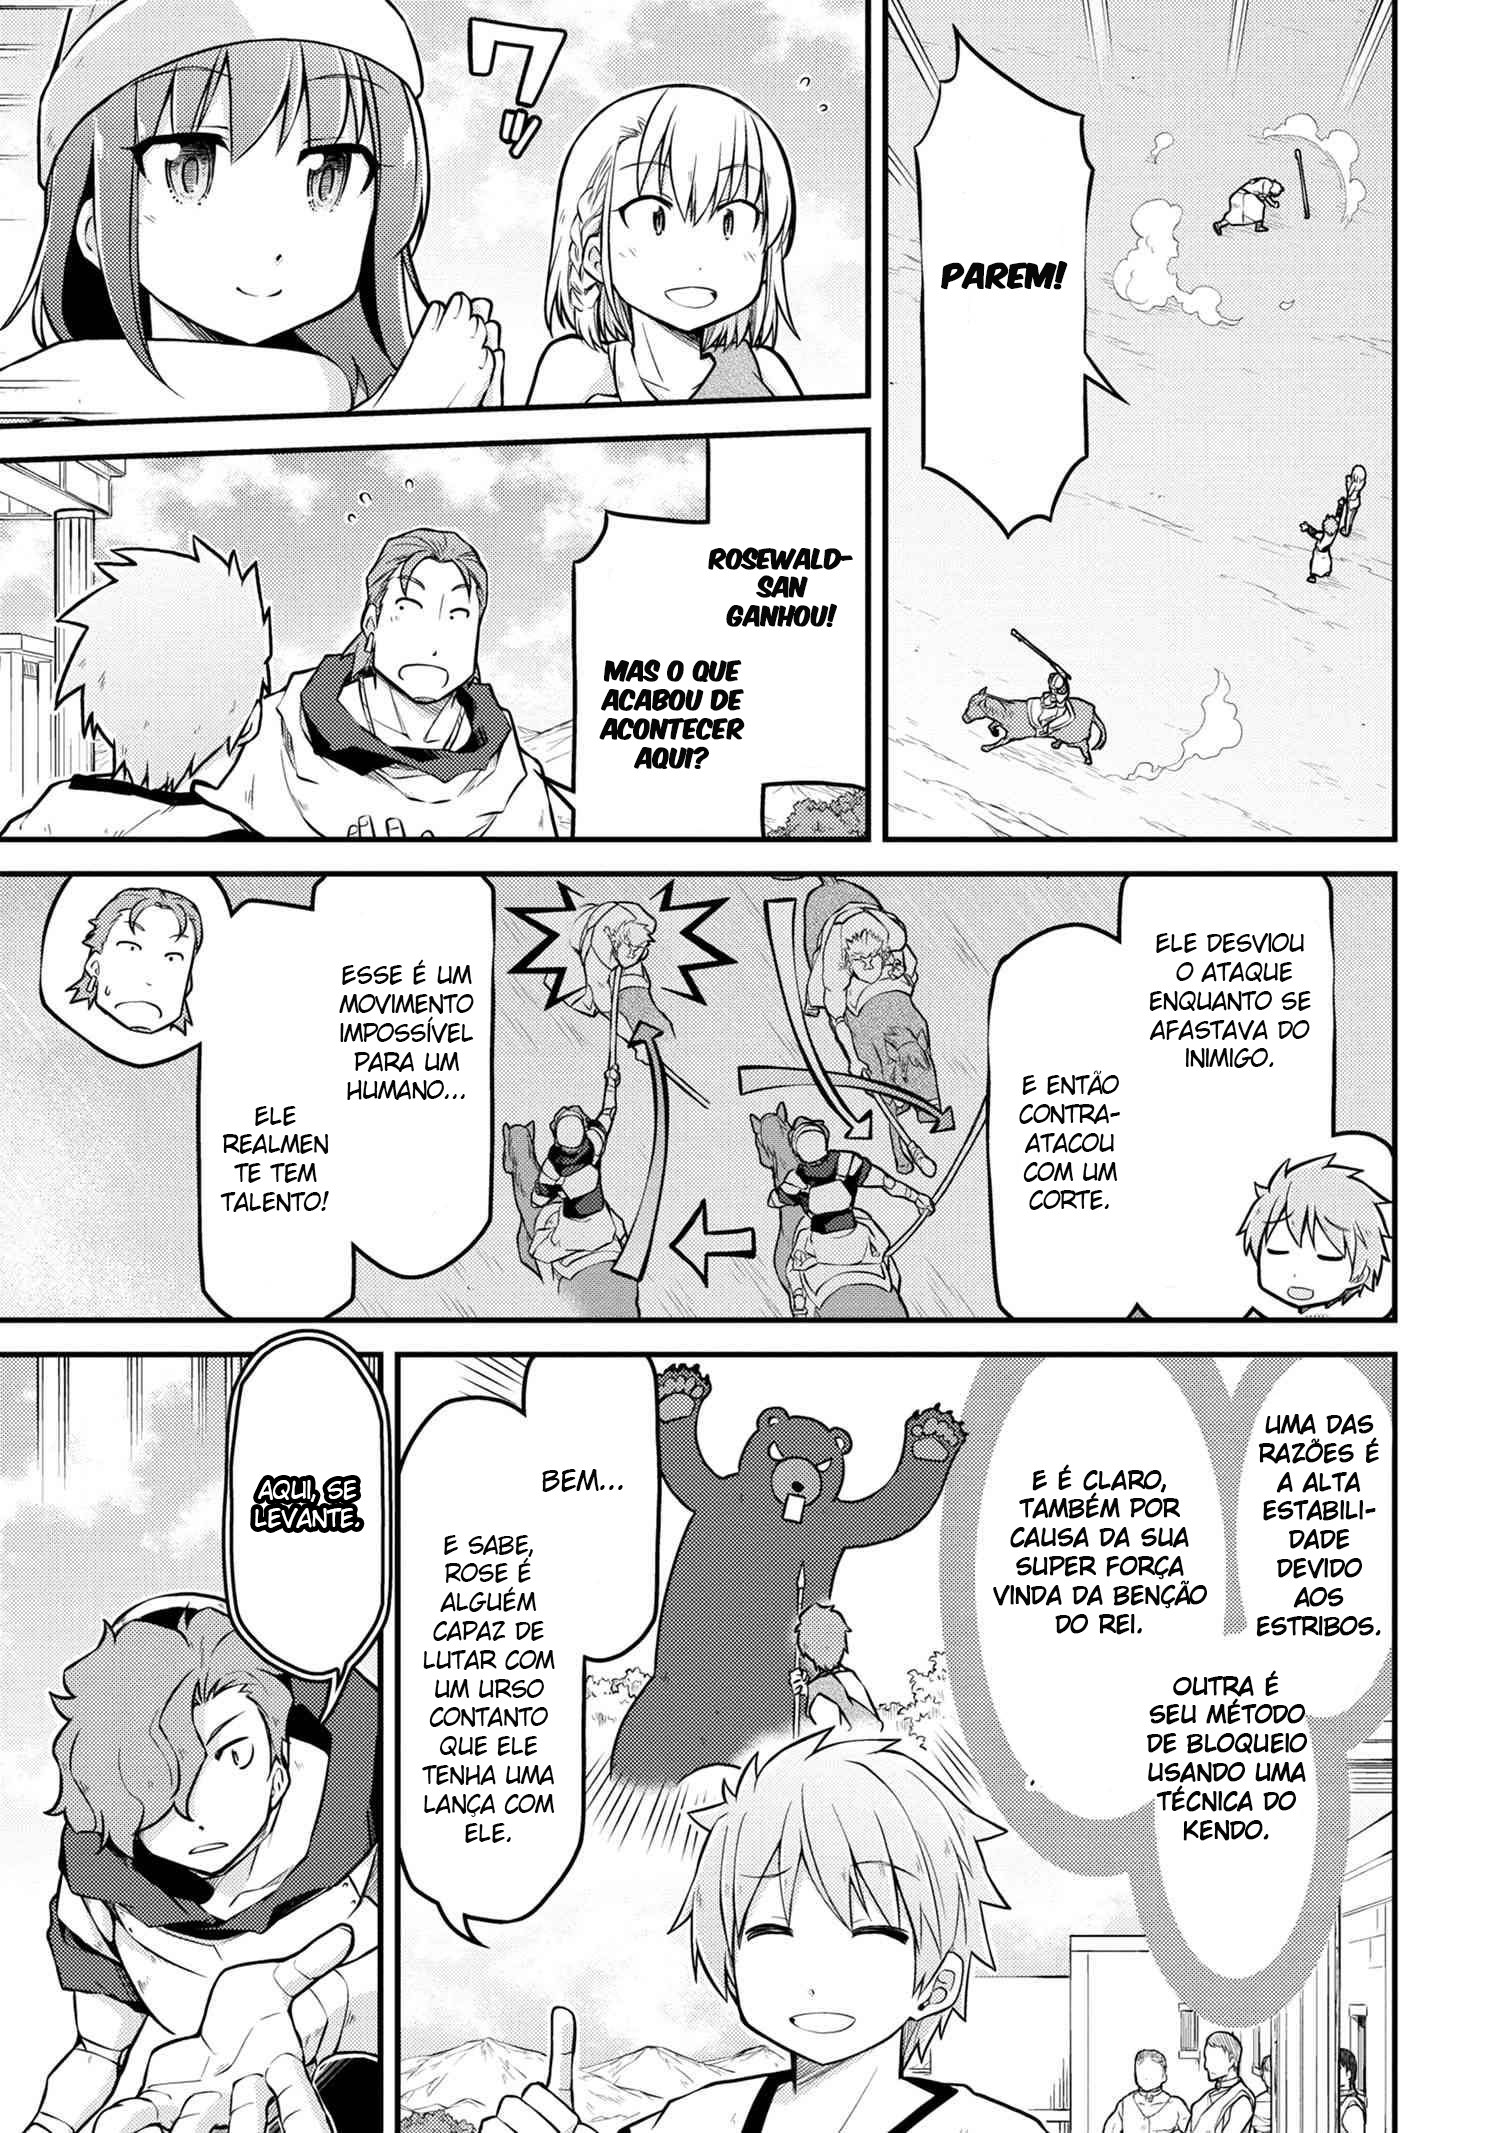 PAREM!
ワッ
ROSEWALD-
SAN
GANHOU!
MAS O QUE
ACABOU DE
ACONTECER
AQUI?
ELE DESVIOU
O ATAQUE
ENQUANTO SE
AFASTAVA DO
INIMIGO.
E ENTÃO
CONTRA-
ATACOU
COM UM
CORTE.
ESSE É UM
MOVIMENTO
IMPOSSÍVEL
PARA UM
HUMANO...
ELE
REALMEN
TE TEM
TALENTO!
UMA DAS
RAZÕES É
A ALTA
ESTABILI-
DADE
DEVIDO
AOS
ESTRIBOS.
OUTRA É
SEU MÉTODO
DE BLOQUEIO
USANDO UMA
TÉCNICA DO
KENDO.
E É CLARO,
TAMBÉM POR
CAUSA DA SUA
SUPER FORÇA
VINDA DA BENÇÃO
DO REI.
BEM...
E SABE,
ROSE É
ALGUÉM
CAPAZ DE
LUTAR COM
UM URSO
CONTANTO
QUE ELE
TENHA UMA
LANÇA COM
ELE.
AQUI, SE
LEVANTE.